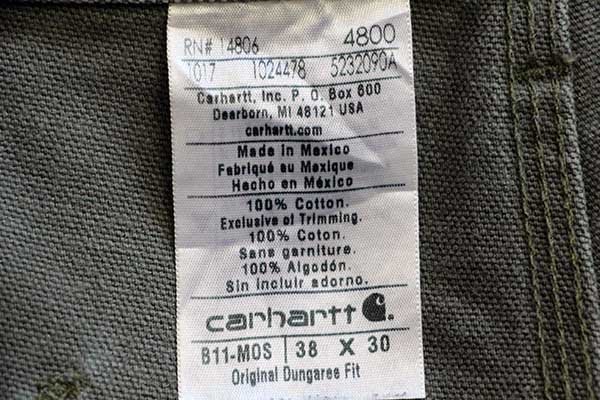 RN# 14806 4800
1017 1024478 5232090A
Carhartt, Inc. P. O. Box 600
Dearborn, MI 48121 USA
carhartt.com
Made in Mexico
Fabriqué au Mexique
Hecho en México
100% Cotton.
Exclusive of Trimming.
100% Coton.
Sans garniture.
100% Algodón.
Sin incluir adorno.
carhartt
B11-MOS 38 X 30
Original Dungaree Fit